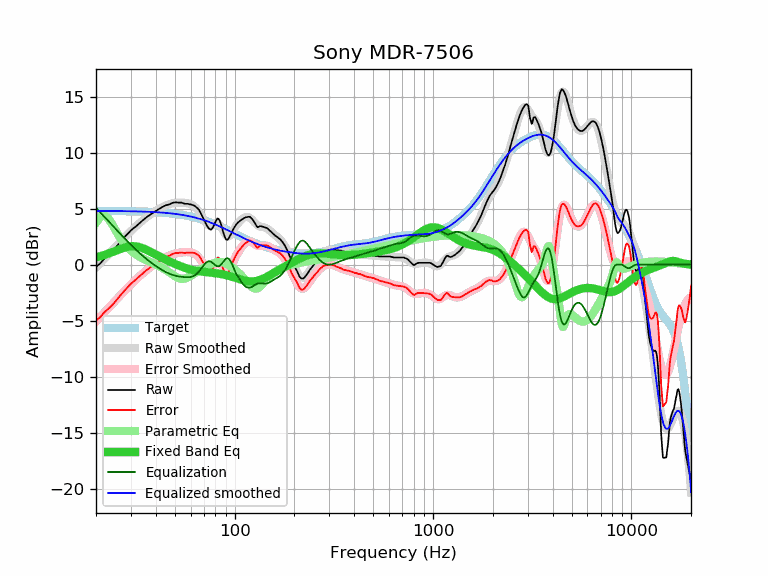 Sony MDR-7506
Amplitude (dBr)
15
10
5
0
−5
−10
−15
−20
Target
Raw Smoothed
Error Smoothed
Raw
Error
Parametric Eq
Fixed Band Eq
Equalization
Equalized smoothed
100 1000 10000
Frequency (Hz)